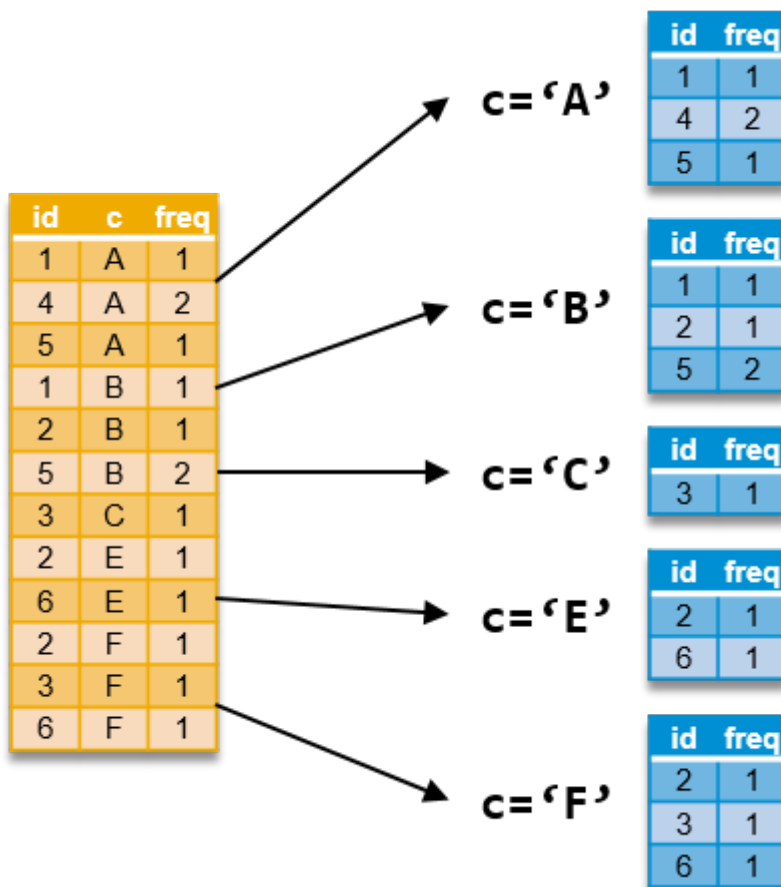 id c freq
1 A 1
4 A 2
5 A 1
1 B 1
2 B 1
5 B 2
3 C 1
2 E 1
6 E 1
2 F 1
3 F 1
6 F 1
c=‘A’
id freq
1 1
4 2
5 1
c=‘B’
id freq
1 1
2 1
5 2
c=‘C’
id freq
3 1
c=‘E’
id freq
2 1
6 1
c=‘F’
id freq
2 1
3 1
6 1